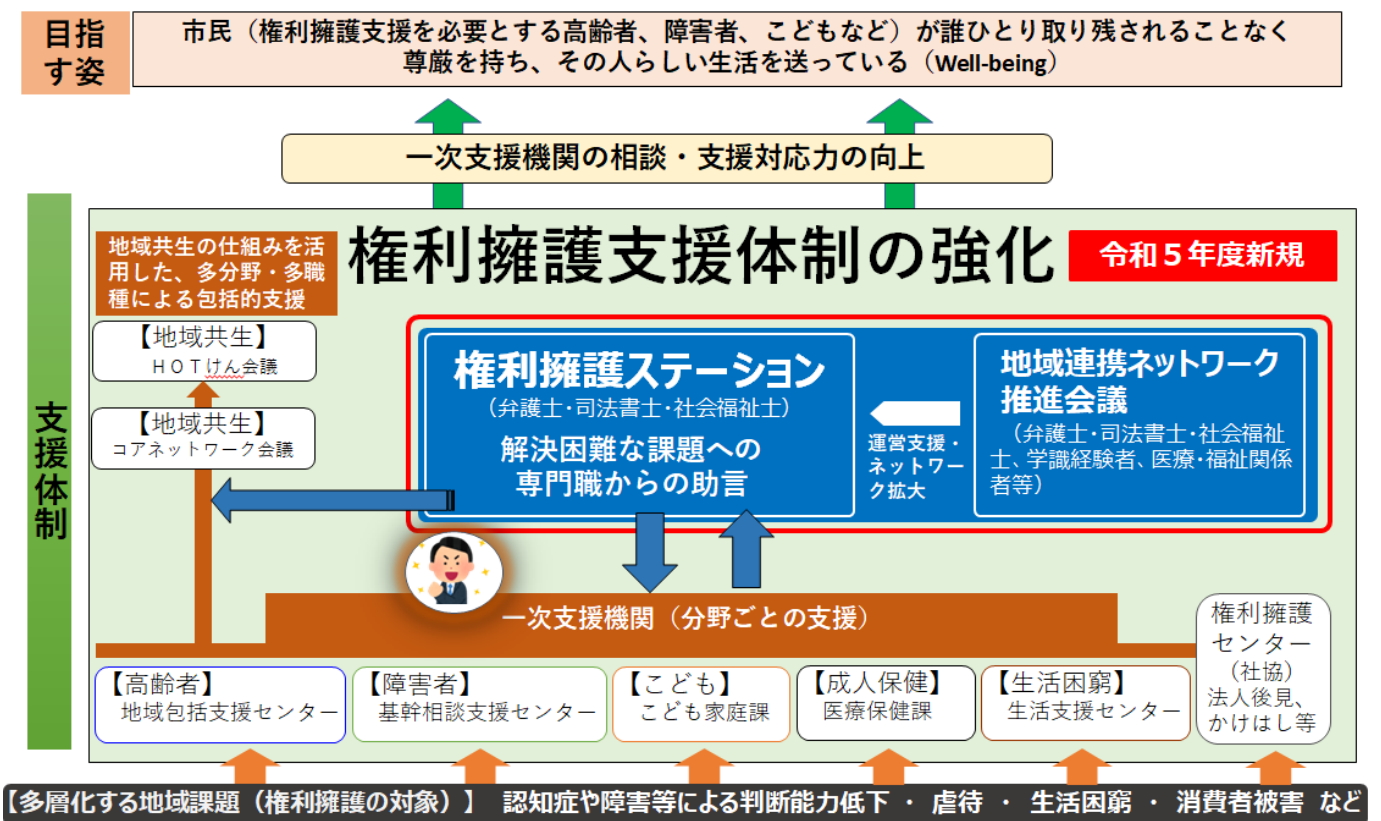 目指
す姿
市民（権利擁護支援を必要とする高齢者、障害者、こどもなど）が誰ひとり取り残されることなく
尊厳を持ち、その人らしい生活を送っている（Well-being）
一次支援機関の相談・支援対応力の向上
支援体制
地域共生の仕組みを活
用した、多分野・多職
種による包括的支援
権利擁護支援体制の強化
令和５年度新規
【地域共生】
ＨＯＴけん会議
【地域共生】
コアネットワーク会議
権利擁護ステーション
（弁護士・司法書士・社会福祉士）
解決困難な課題への
専門職からの助言
運営支援・
ネットワー
ク拡大
地域連携ネットワーク
推進会議
（弁護士・司法書士・社会福祉
士、学識経験者、医療・福祉関係
者等）
一次支援機関（分野ごとの支援）
【高齢者】
地域包括支援センター
【障害者】
基幹相談支援センター
【こども】
こども家庭課
【成人保健】
医療保健課
【生活困窮】
生活支援センター
権利擁護
センター
（社協）
法人後見、
かけはし等
【多層化する地域課題（権利擁護の対象）】 認知症や障害等による判断能力低下 ・ 虐待 ・ 生活困窮 ・ 消費者被害 など